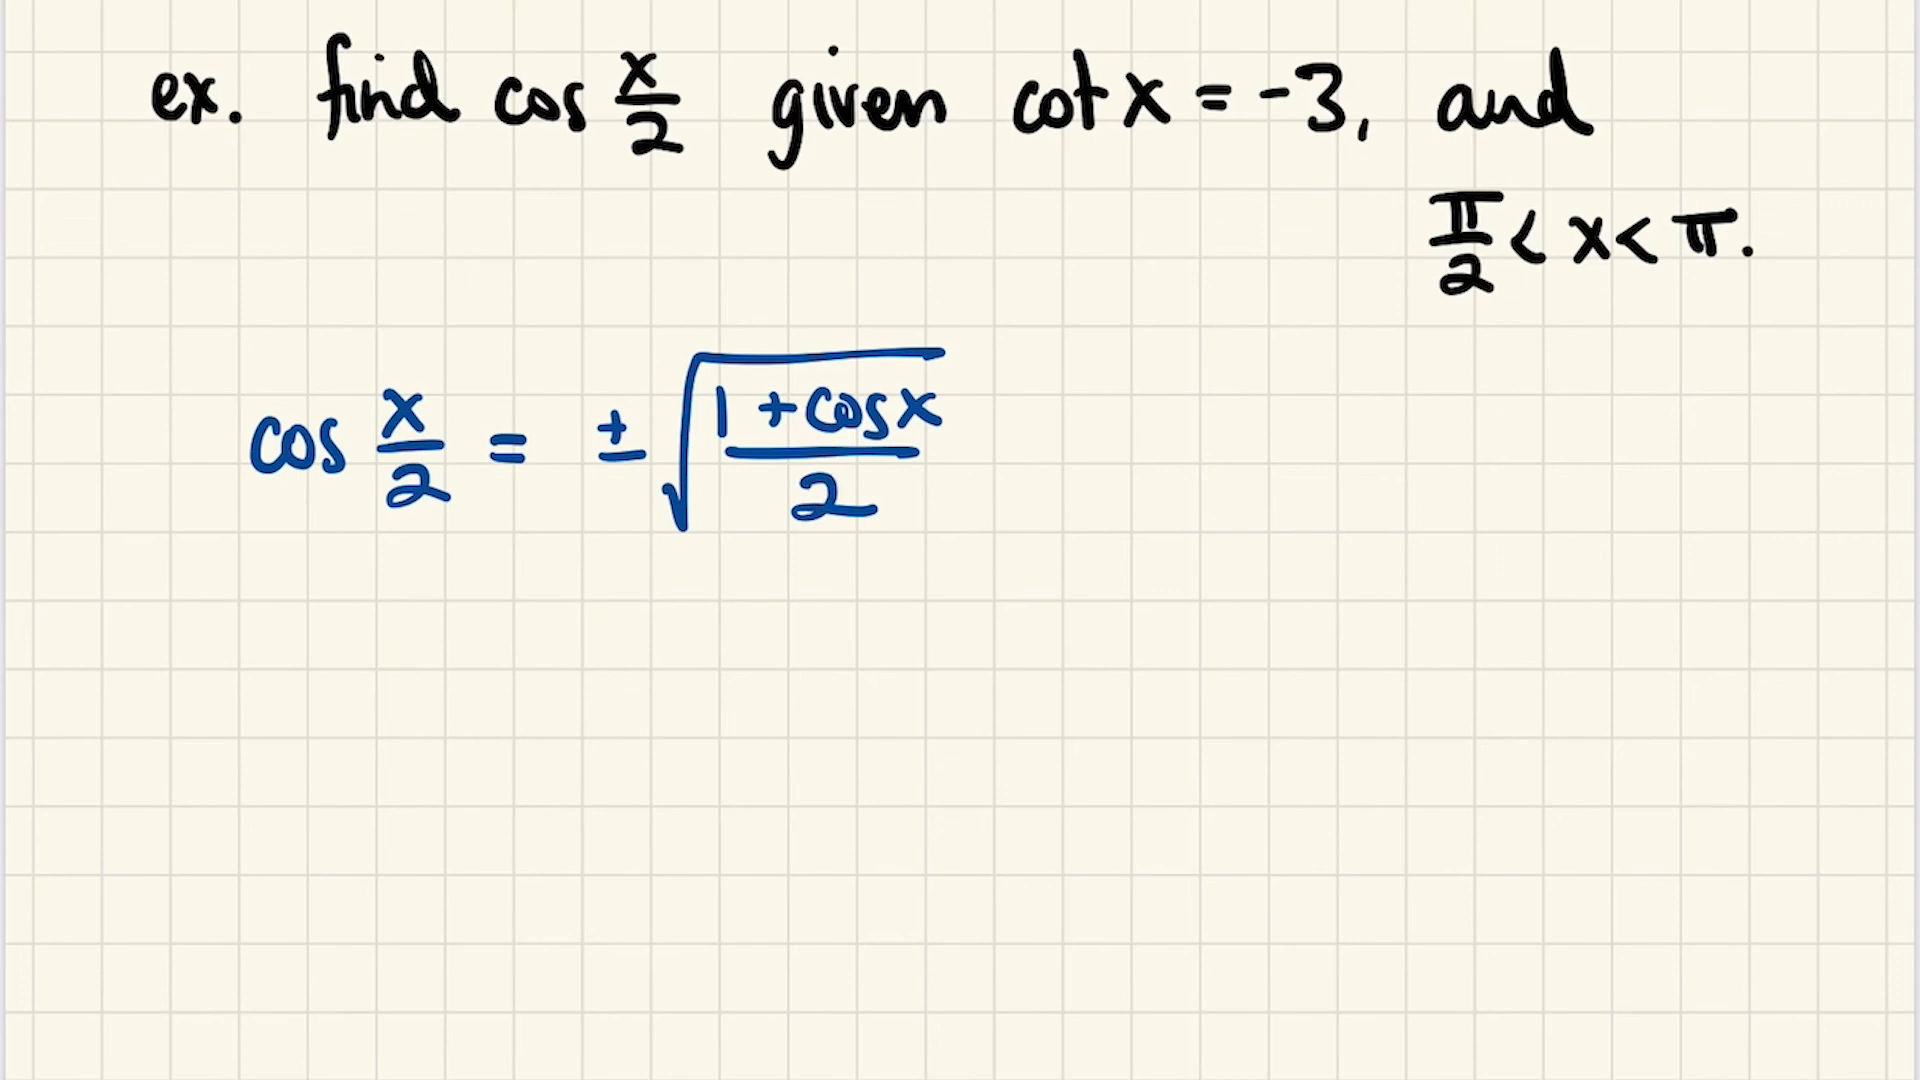 ex. find cos x/2 given cot x = -3, and
π/2 < x < π.
cos x/2 = ± √((1 + cos x)/2)